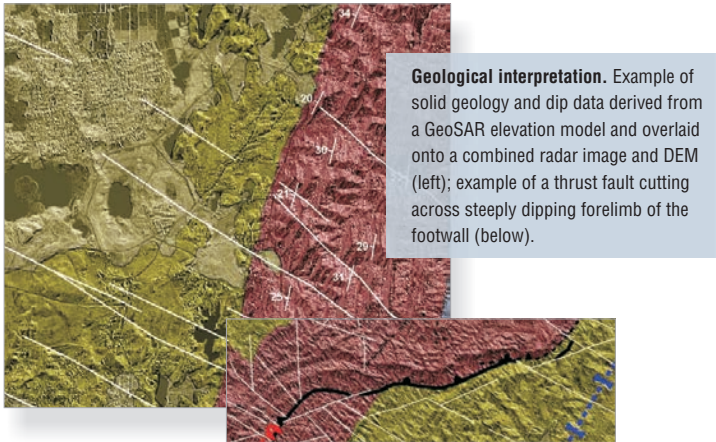 34
20
30
21
29
31
25
Geological interpretation. Example of
solid geology and dip data derived from
a GeoSAR elevation model and overlaid
onto a combined radar image and DEM
(left); example of a thrust fault cutting
across steeply dipping forelimb of the
footwall (below).